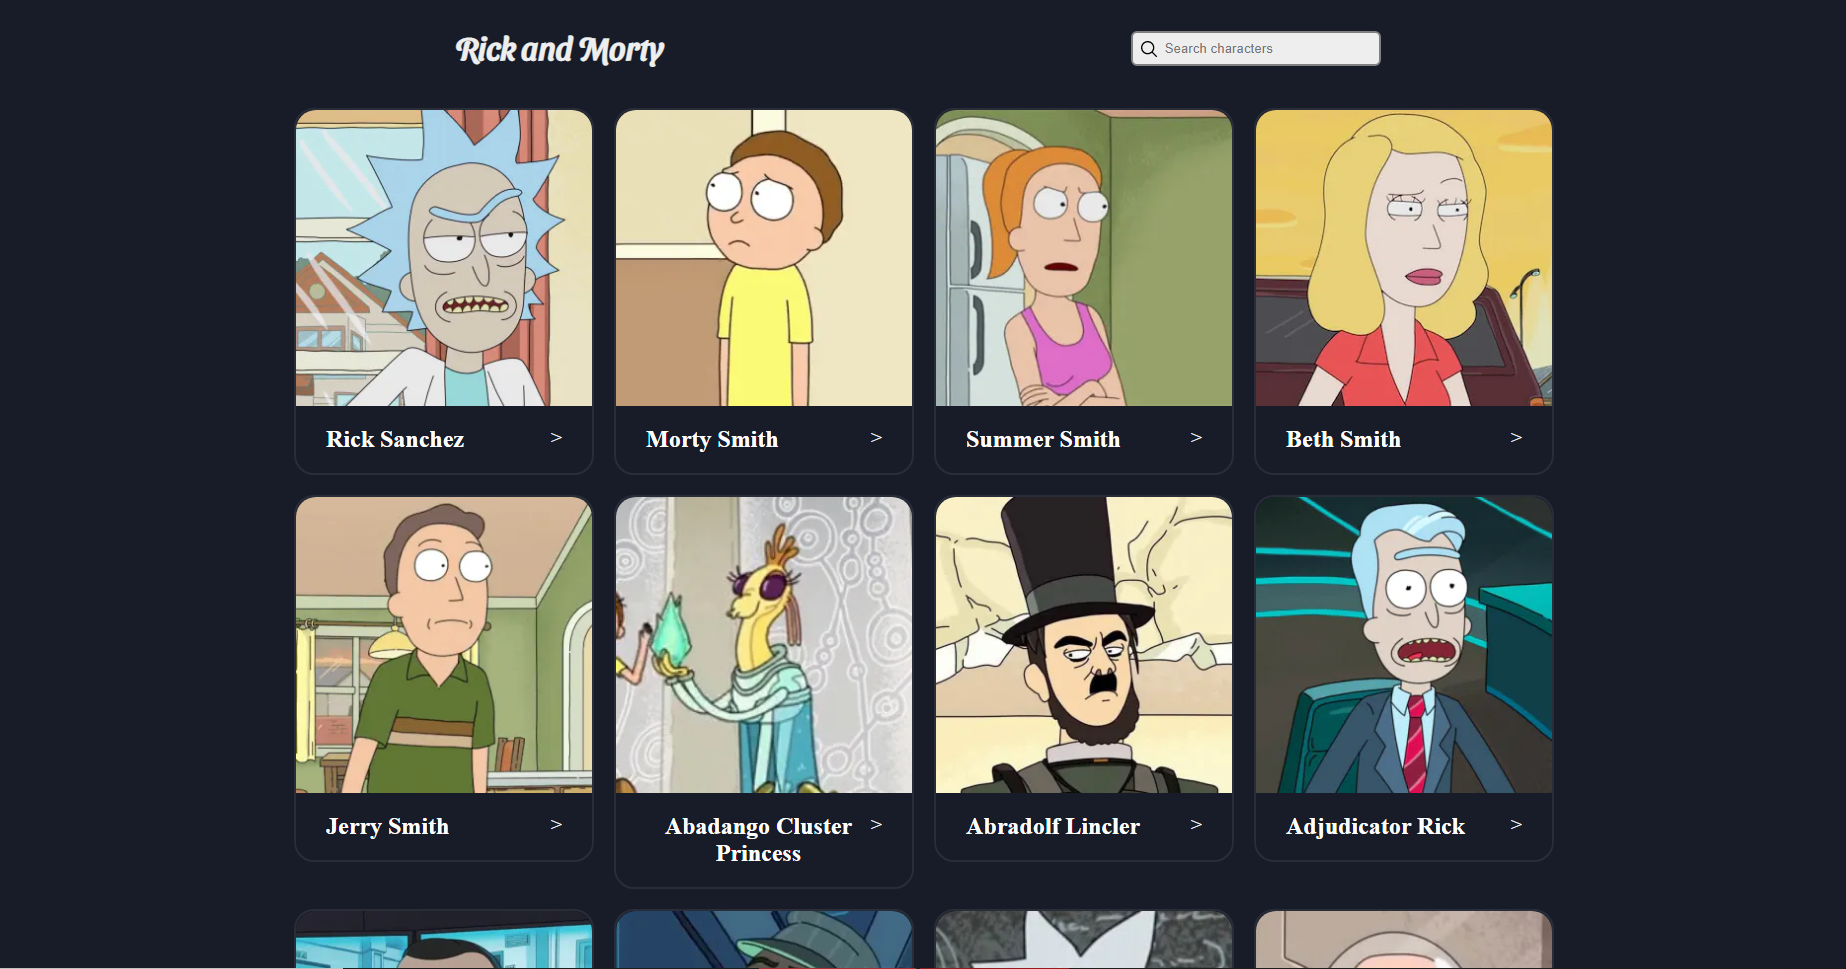 Rick and Morty
Search characters
Rick Sanchez >
Morty Smith >
Summer Smith >
Beth Smith >
Jerry Smith >
Abadango Cluster >
Princess
Abradolf Lincler >
Adjudicator Rick >